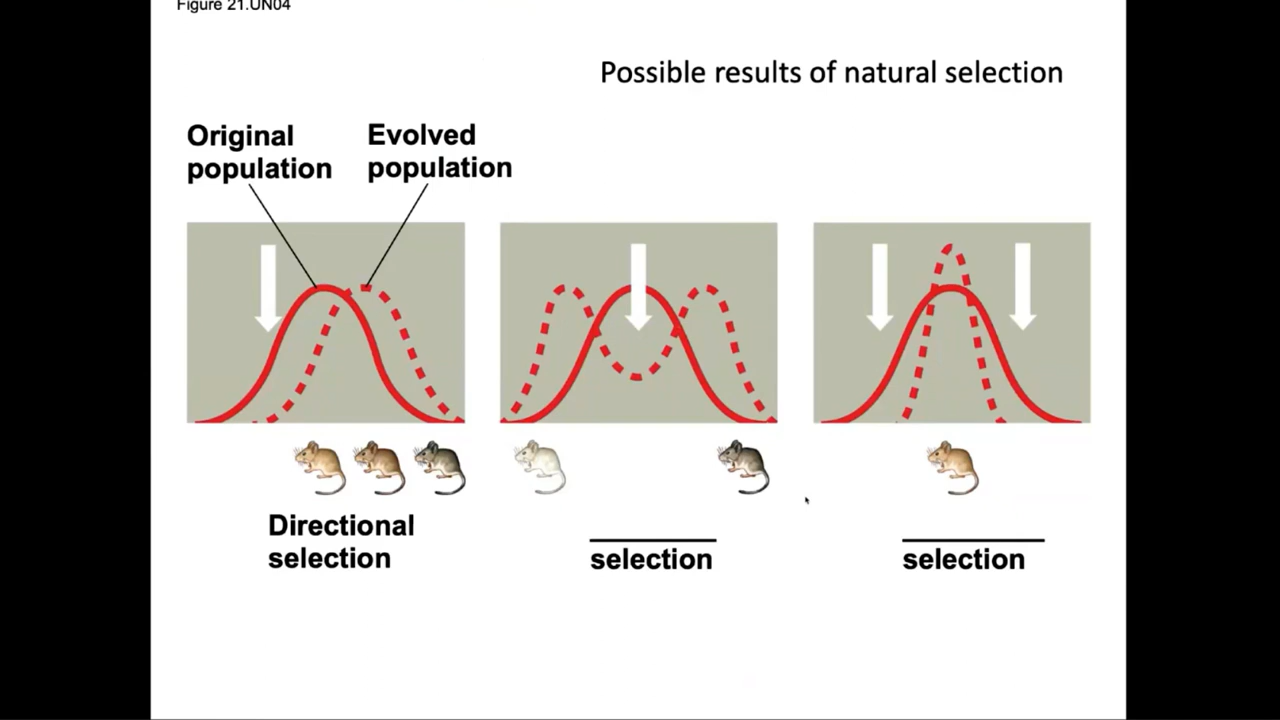 Figure 21.UN04
Possible results of natural selection
Original
population
Evolved
population
Directional
selection
selection
selection